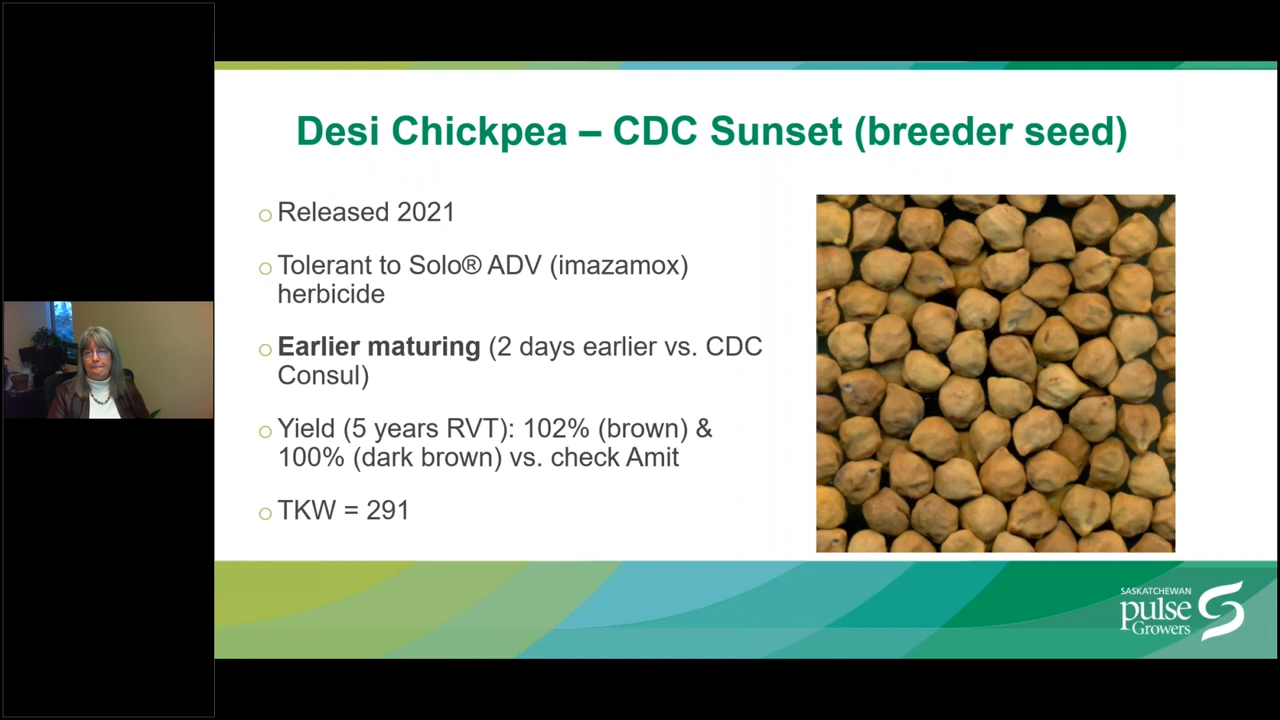 Desi Chickpea – CDC Sunset (breeder seed)
Released 2021
Tolerant to Solo® ADV (imazamox)
herbicide
Earlier maturing (2 days earlier vs. CDC
Consul)
Yield (5 years RVT): 102% (brown) &
100% (dark brown) vs. check Amit
TKW = 291
SASKATCHEWAN
pulse
Growers